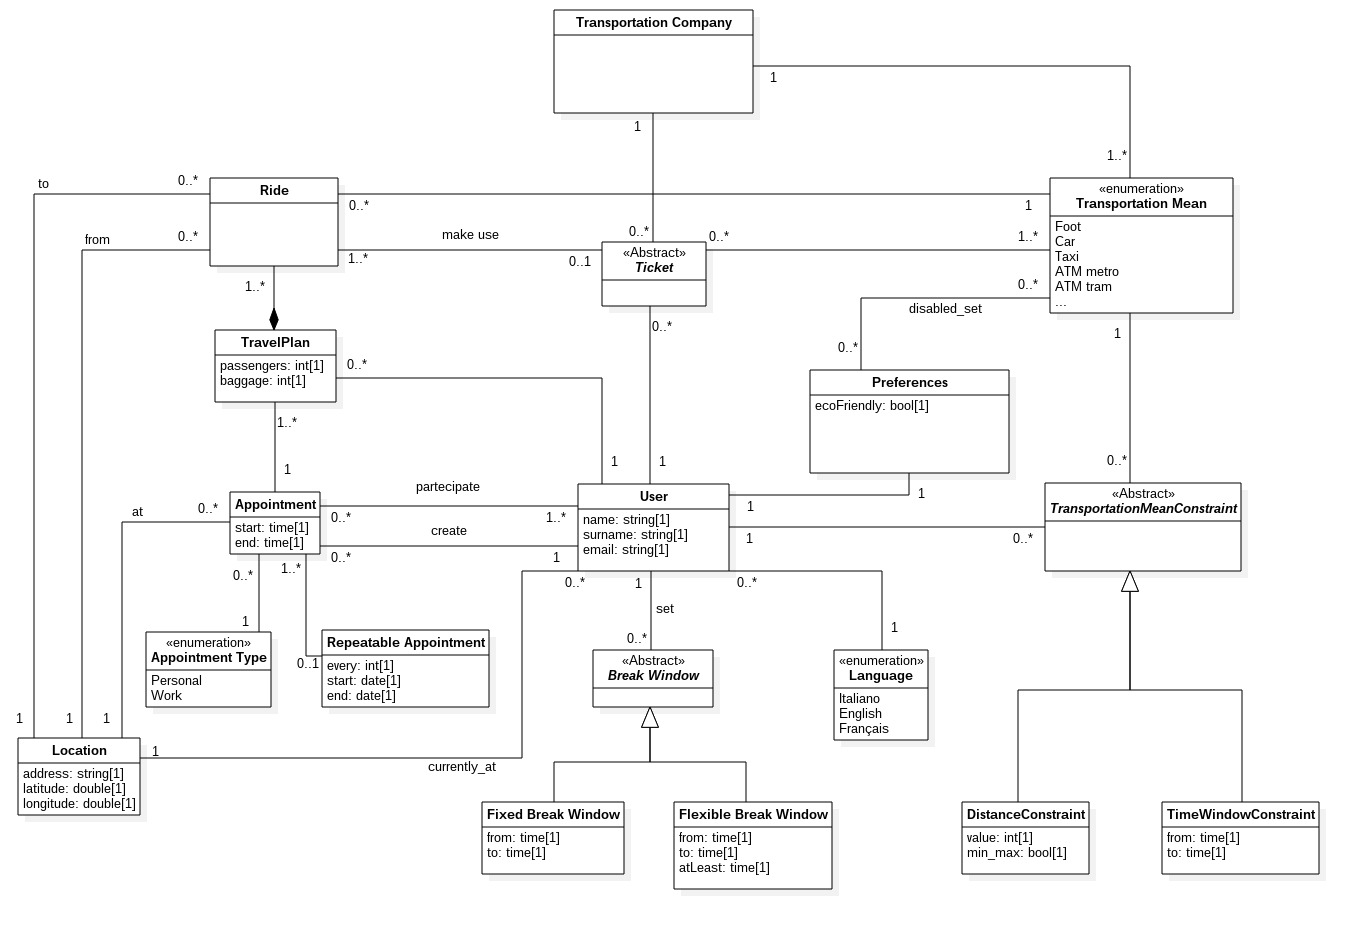 Transportation Company
1
1
1..*
to
0..*
Ride
0..*
«enumeration»
Transportation Mean
Foot
Car
Taxi
ATM metro
ATM tram
...
1
from
0..*
make use
1..*
0..1
0..*
«Abstract»
Ticket
0..*
1..*
0..*
disabled_set
0..*
1
1..*
0..*
TravelPlan
passengers: int[1]
baggage: int[1]
0..*
Preferences
ecoFriendly: bool[1]
1..*
1
1
1
0..*
1
1
at
0..*
Appointment
start: time[1]
end: time[1]
partecipate
0..*
1..*
create
0..*
1
User
name: string[1]
surname: string[1]
email: string[1]
1
0..*
«Abstract»
TransportationMeanConstraint
0..*
1..*
0..*
1
0..*
set
1
0..1
0..*
1
«enumeration»
Appointment Type
Personal
Work
Repeatable Appointment
every: int[1]
start: date[1]
end: date[1]
«Abstract»
Break Window
«enumeration»
Language
Italiano
English
Français
1
1
1
Location
address: string[1]
latitude: double[1]
longitude: double[1]
1
currently_at
Fixed Break Window
from: time[1]
to: time[1]
Flexible Break Window
from: time[1]
to: time[1]
atLeast: time[1]
DistanceConstraint
value: int[1]
min_max: bool[1]
TimeWindowConstraint
from: time[1]
to: time[1]